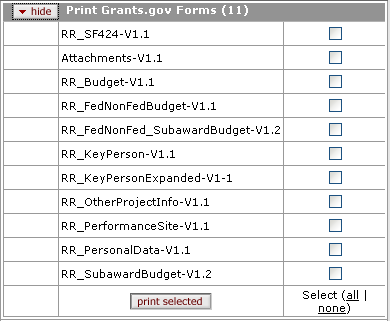 hide Print Grants.gov Forms (11)
RR_SF424-V1.1
Attachments-V1.1
RR_Budget-V1.1
RR_FedNonFedBudget-V1.1
RR_FedNonFed_SubawardBudget-V1.2
RR_KeyPerson-V1.1
RR_KeyPersonExpanded-V1-1
RR_OtherProjectInfo-V1.1
RR_PerformanceSite-V1.1
RR_PersonalData-V1.1
RR_SubawardBudget-V1.2
print selected
Select (all |
none)